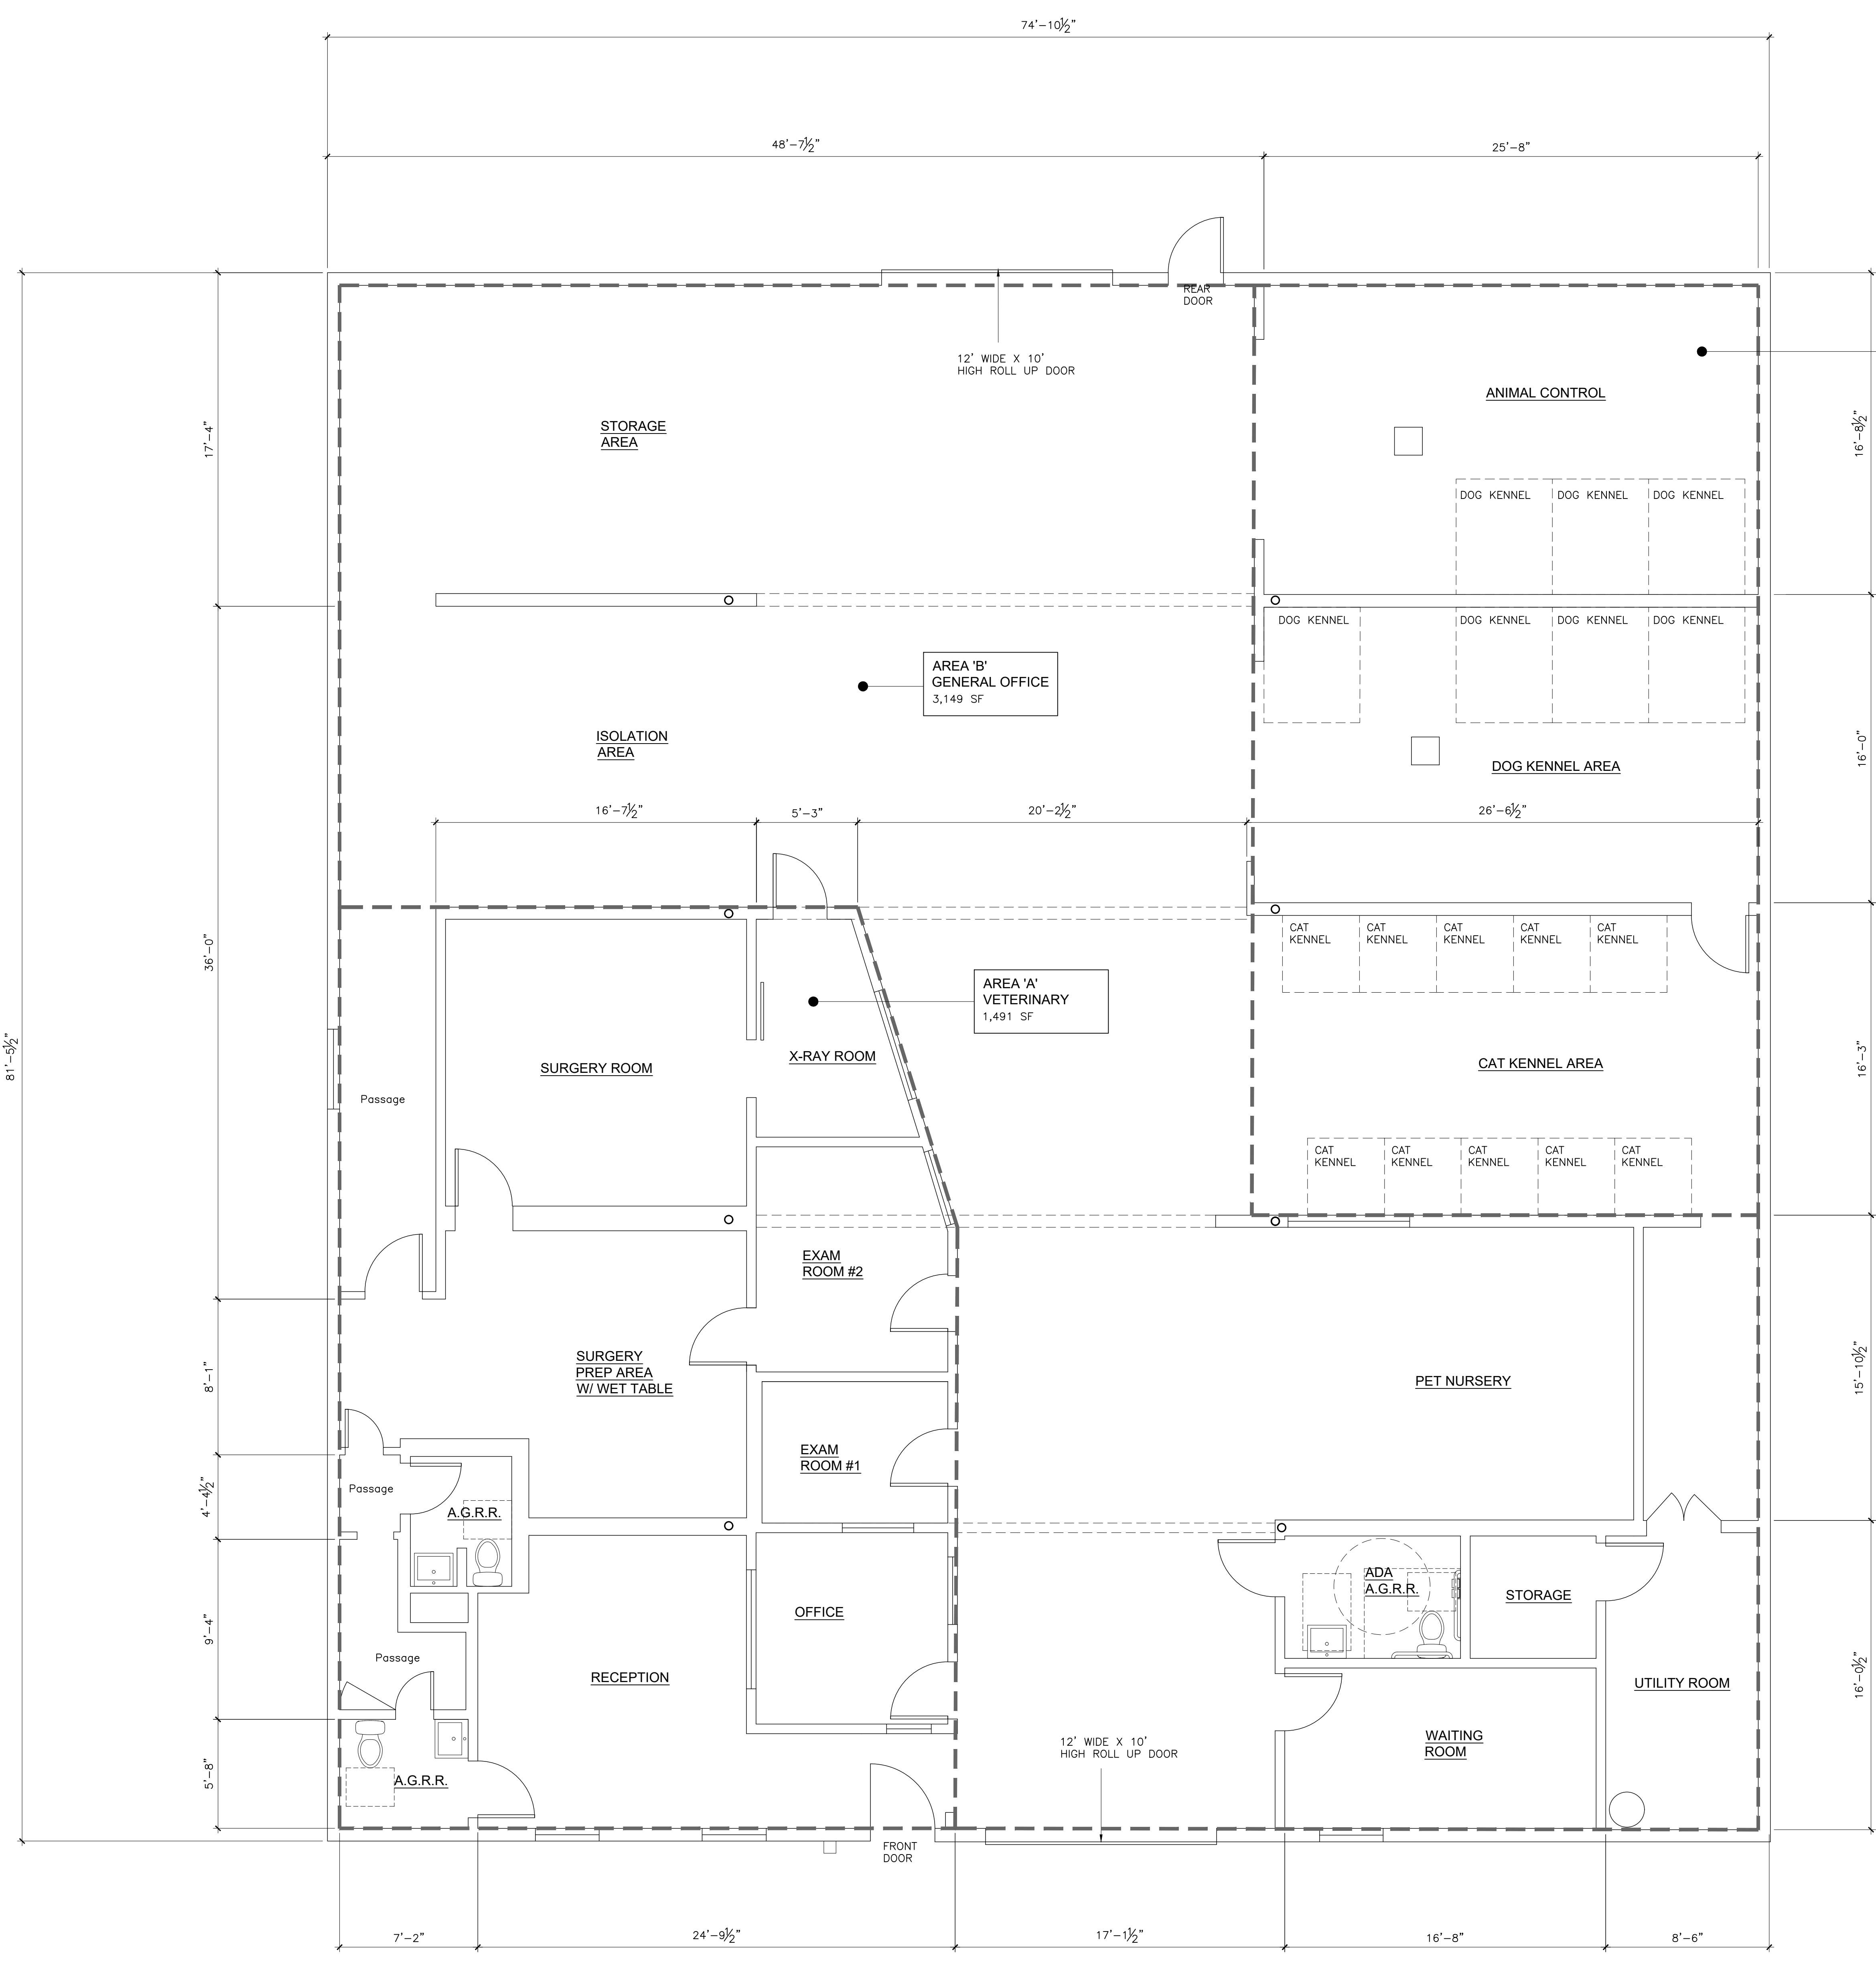 74'-10½"
48'-7½"
25'-8"
REAR
DOOR
12' WIDE X 10'
HIGH ROLL UP DOOR
ANIMAL CONTROL
STORAGE
AREA
17'-4"
16'-8½"
DOG KENNEL
DOG KENNEL
DOG KENNEL
DOG KENNEL
DOG KENNEL
DOG KENNEL
DOG KENNEL
AREA 'B'
GENERAL OFFICE
3,149 SF
ISOLATION
AREA
DOG KENNEL AREA
16'-0"
16'-7½"
5'-3"
20'-2½"
26'-6½"
36'-0"
CAT
KENNEL
CAT
KENNEL
CAT
KENNEL
CAT
KENNEL
CAT
KENNEL
AREA 'A'
VETERINARY
1,491 SF
81'-5½"
SURGERY ROOM
X-RAY ROOM
CAT KENNEL AREA
16'-3"
Passage
CAT
KENNEL
CAT
KENNEL
CAT
KENNEL
CAT
KENNEL
CAT
KENNEL
EXAM
ROOM #2
SURGERY
PREP AREA
W/ WET TABLE
8'-1"
PET NURSERY
15'-10½"
EXAM
ROOM #1
4'-4½"
Passage
A.G.R.R.
ADA
A.G.R.R.
STORAGE
OFFICE
9'-4"
Passage
RECEPTION
UTILITY ROOM
16'-0½"
WAITING
ROOM
12' WIDE X 10'
HIGH ROLL UP DOOR
5'-8"
A.G.R.R.
FRONT
DOOR
7'-2"
24'-9½"
17'-1½"
16'-8"
8'-6"